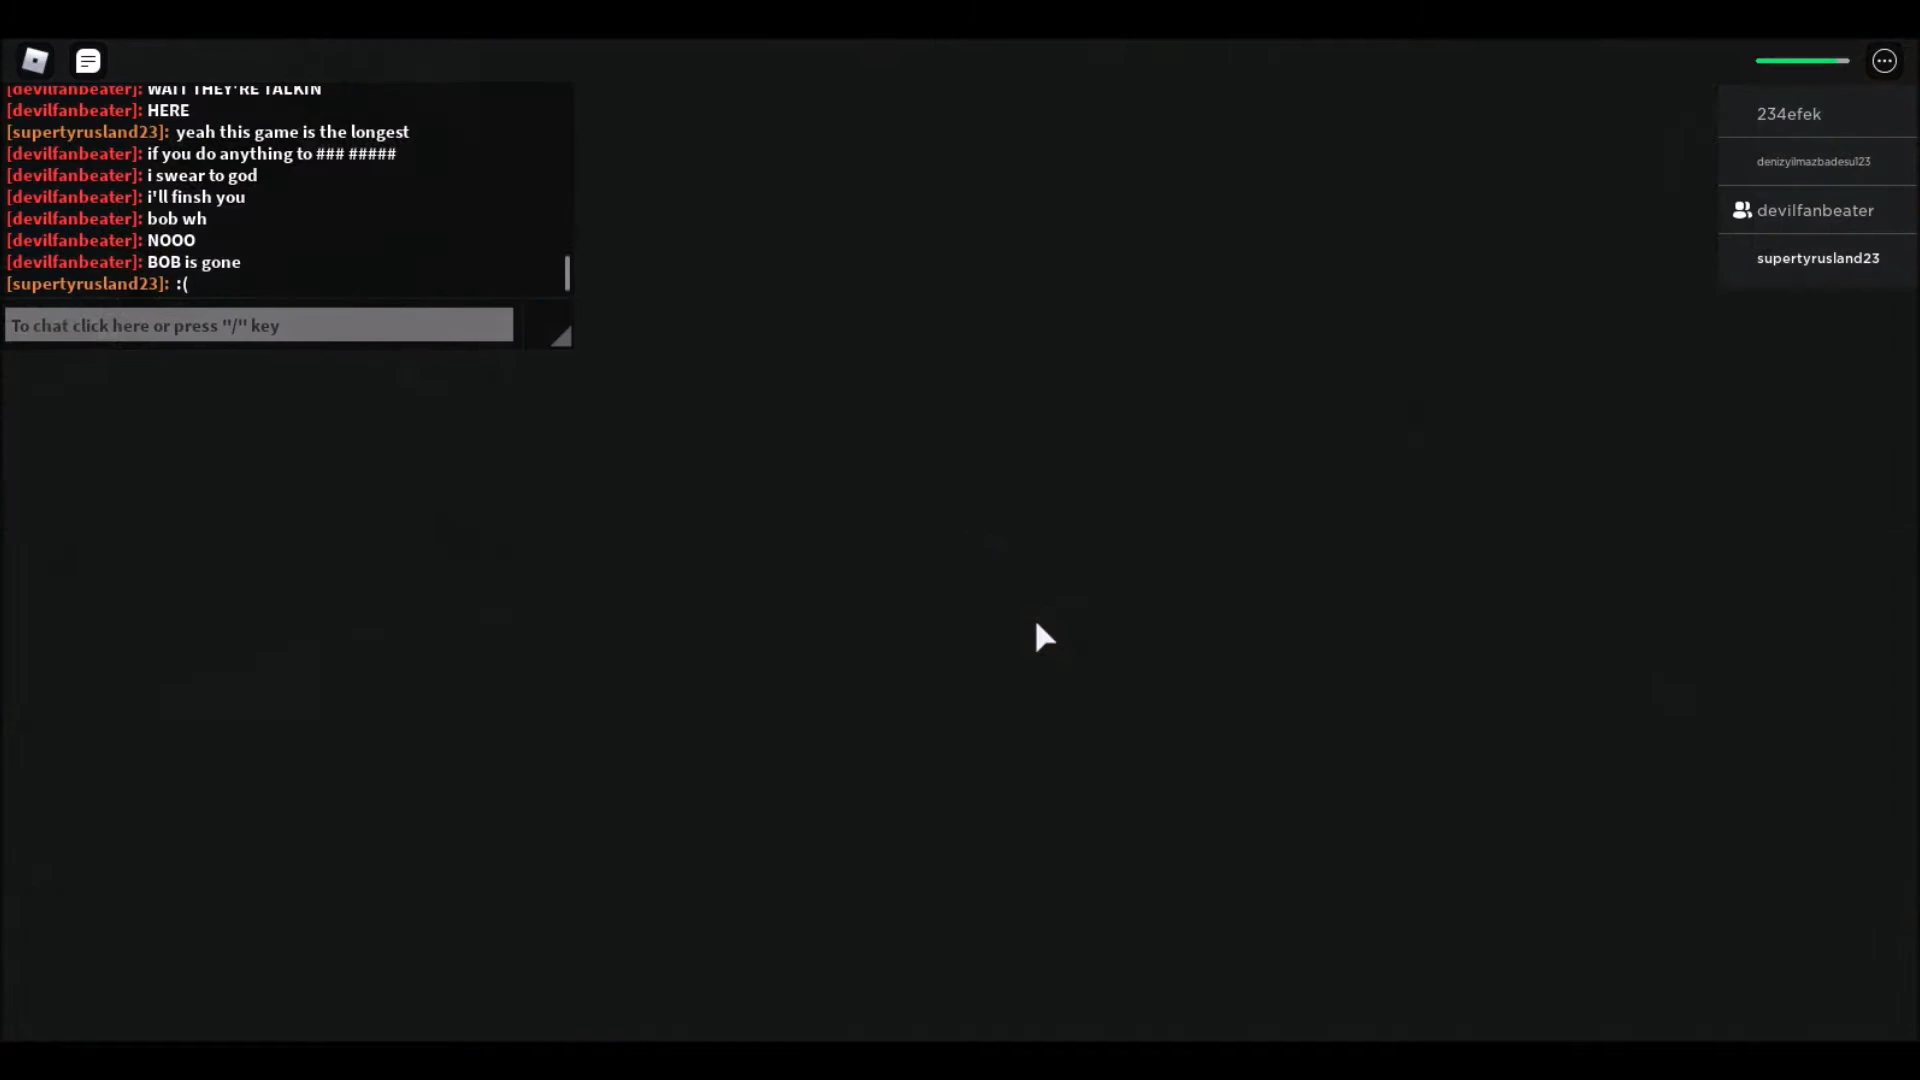 [devilfanbeater]: WAIT THEY'RE TALKIN
[devilfanbeater]: HERE
[supertyrusland23]: yeah this game is the longest
[devilfanbeater]: if you do anything to ### #####
[devilfanbeater]: i swear to god
[devilfanbeater]: i'll finsh you
[devilfanbeater]: bob wh
[devilfanbeater]: NOOO
[devilfanbeater]: BOB is gone
[supertyrusland23]: :(
To chat click here or press "/" key
234efek
denizyilmazbadesu123
devilfanbeater
supertyrusland23